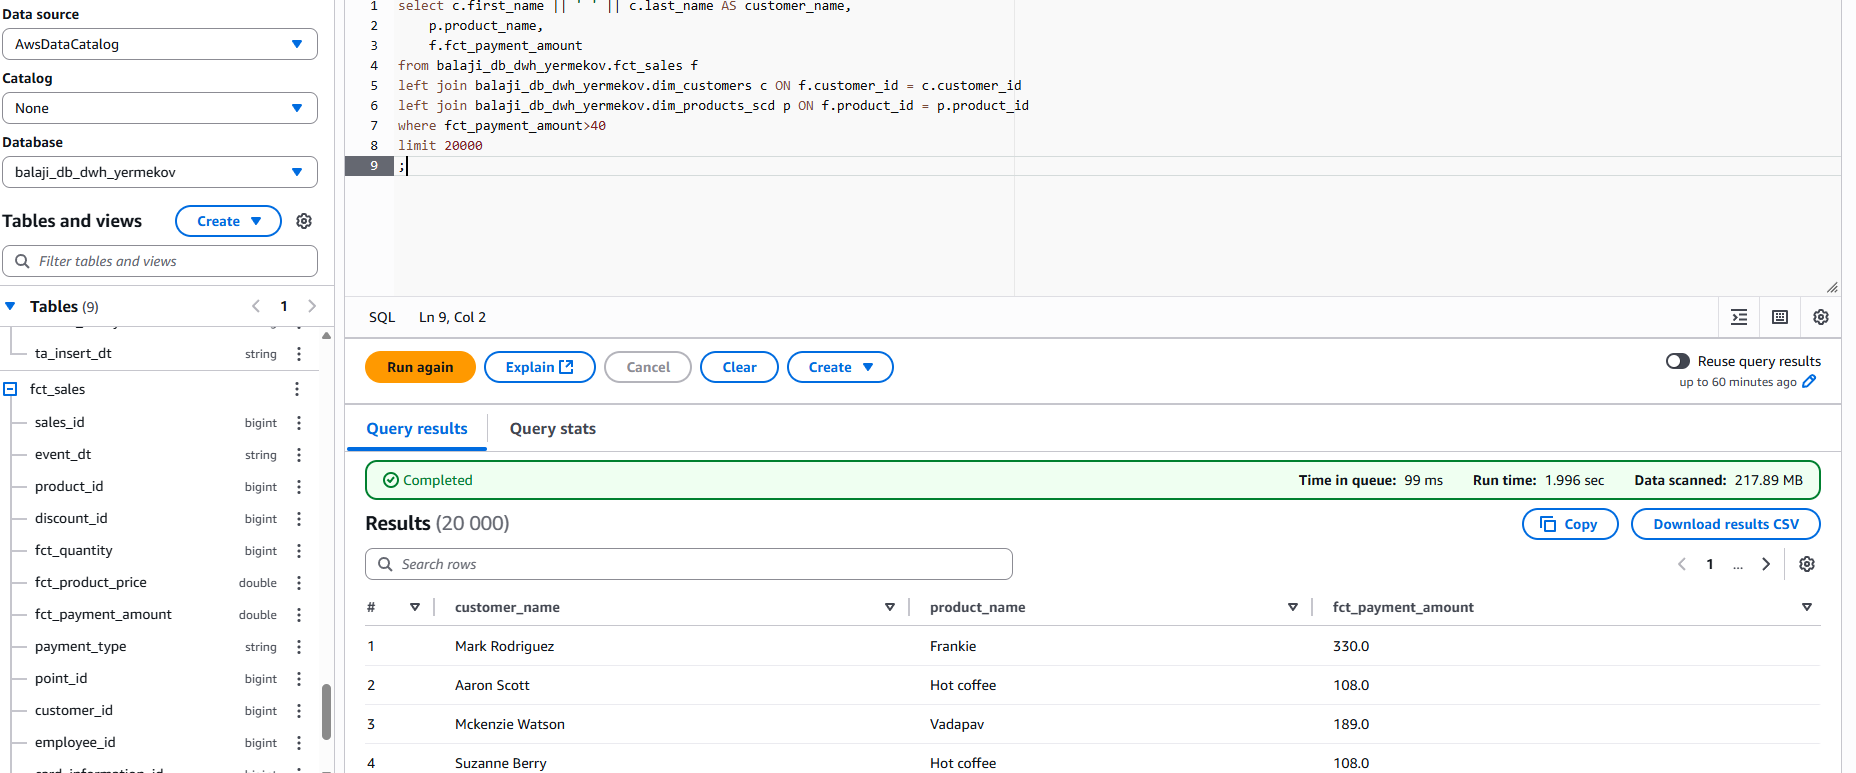 Data source
AwsDataCatalog
Catalog
None
Database
balaji_db_dwh_yermekov
Tables and views
Create
Filter tables and views
Tables (9)
1
ta_insert_dt string
fct_sales
sales_id bigint
event_dt string
product_id bigint
discount_id bigint
fct_quantity bigint
fct_product_price double
fct_payment_amount double
payment_type string
point_id bigint
customer_id bigint
employee_id bigint
1 select c.first_name || ' ' || c.last_name AS customer_name,
2 p.product_name,
3 f.fct_payment_amount
4 from balaji_db_dwh_yermekov.fct_sales f
5 left join balaji_db_dwh_yermekov.dim_customers c ON f.customer_id = c.customer_id
6 left join balaji_db_dwh_yermekov.dim_products_scd p ON f.product_id = p.product_id
7 where fct_payment_amount>40
8 limit 20000
9 ;
SQL Ln 9, Col 2
Run again Explain Cancel Clear Create
Reuse query results
up to 60 minutes ago
Query results Query stats
Completed Time in queue: 99 ms Run time: 1.996 sec Data scanned: 217.89 MB
Results (20 000) Copy Download results CSV
Search rows
1 ...
# customer_name product_name fct_payment_amount
1 Mark Rodriguez Frankie 330.0
2 Aaron Scott Hot coffee 108.0
3 Mckenzie Watson Vadapav 189.0
4 Suzanne Berry Hot coffee 108.0